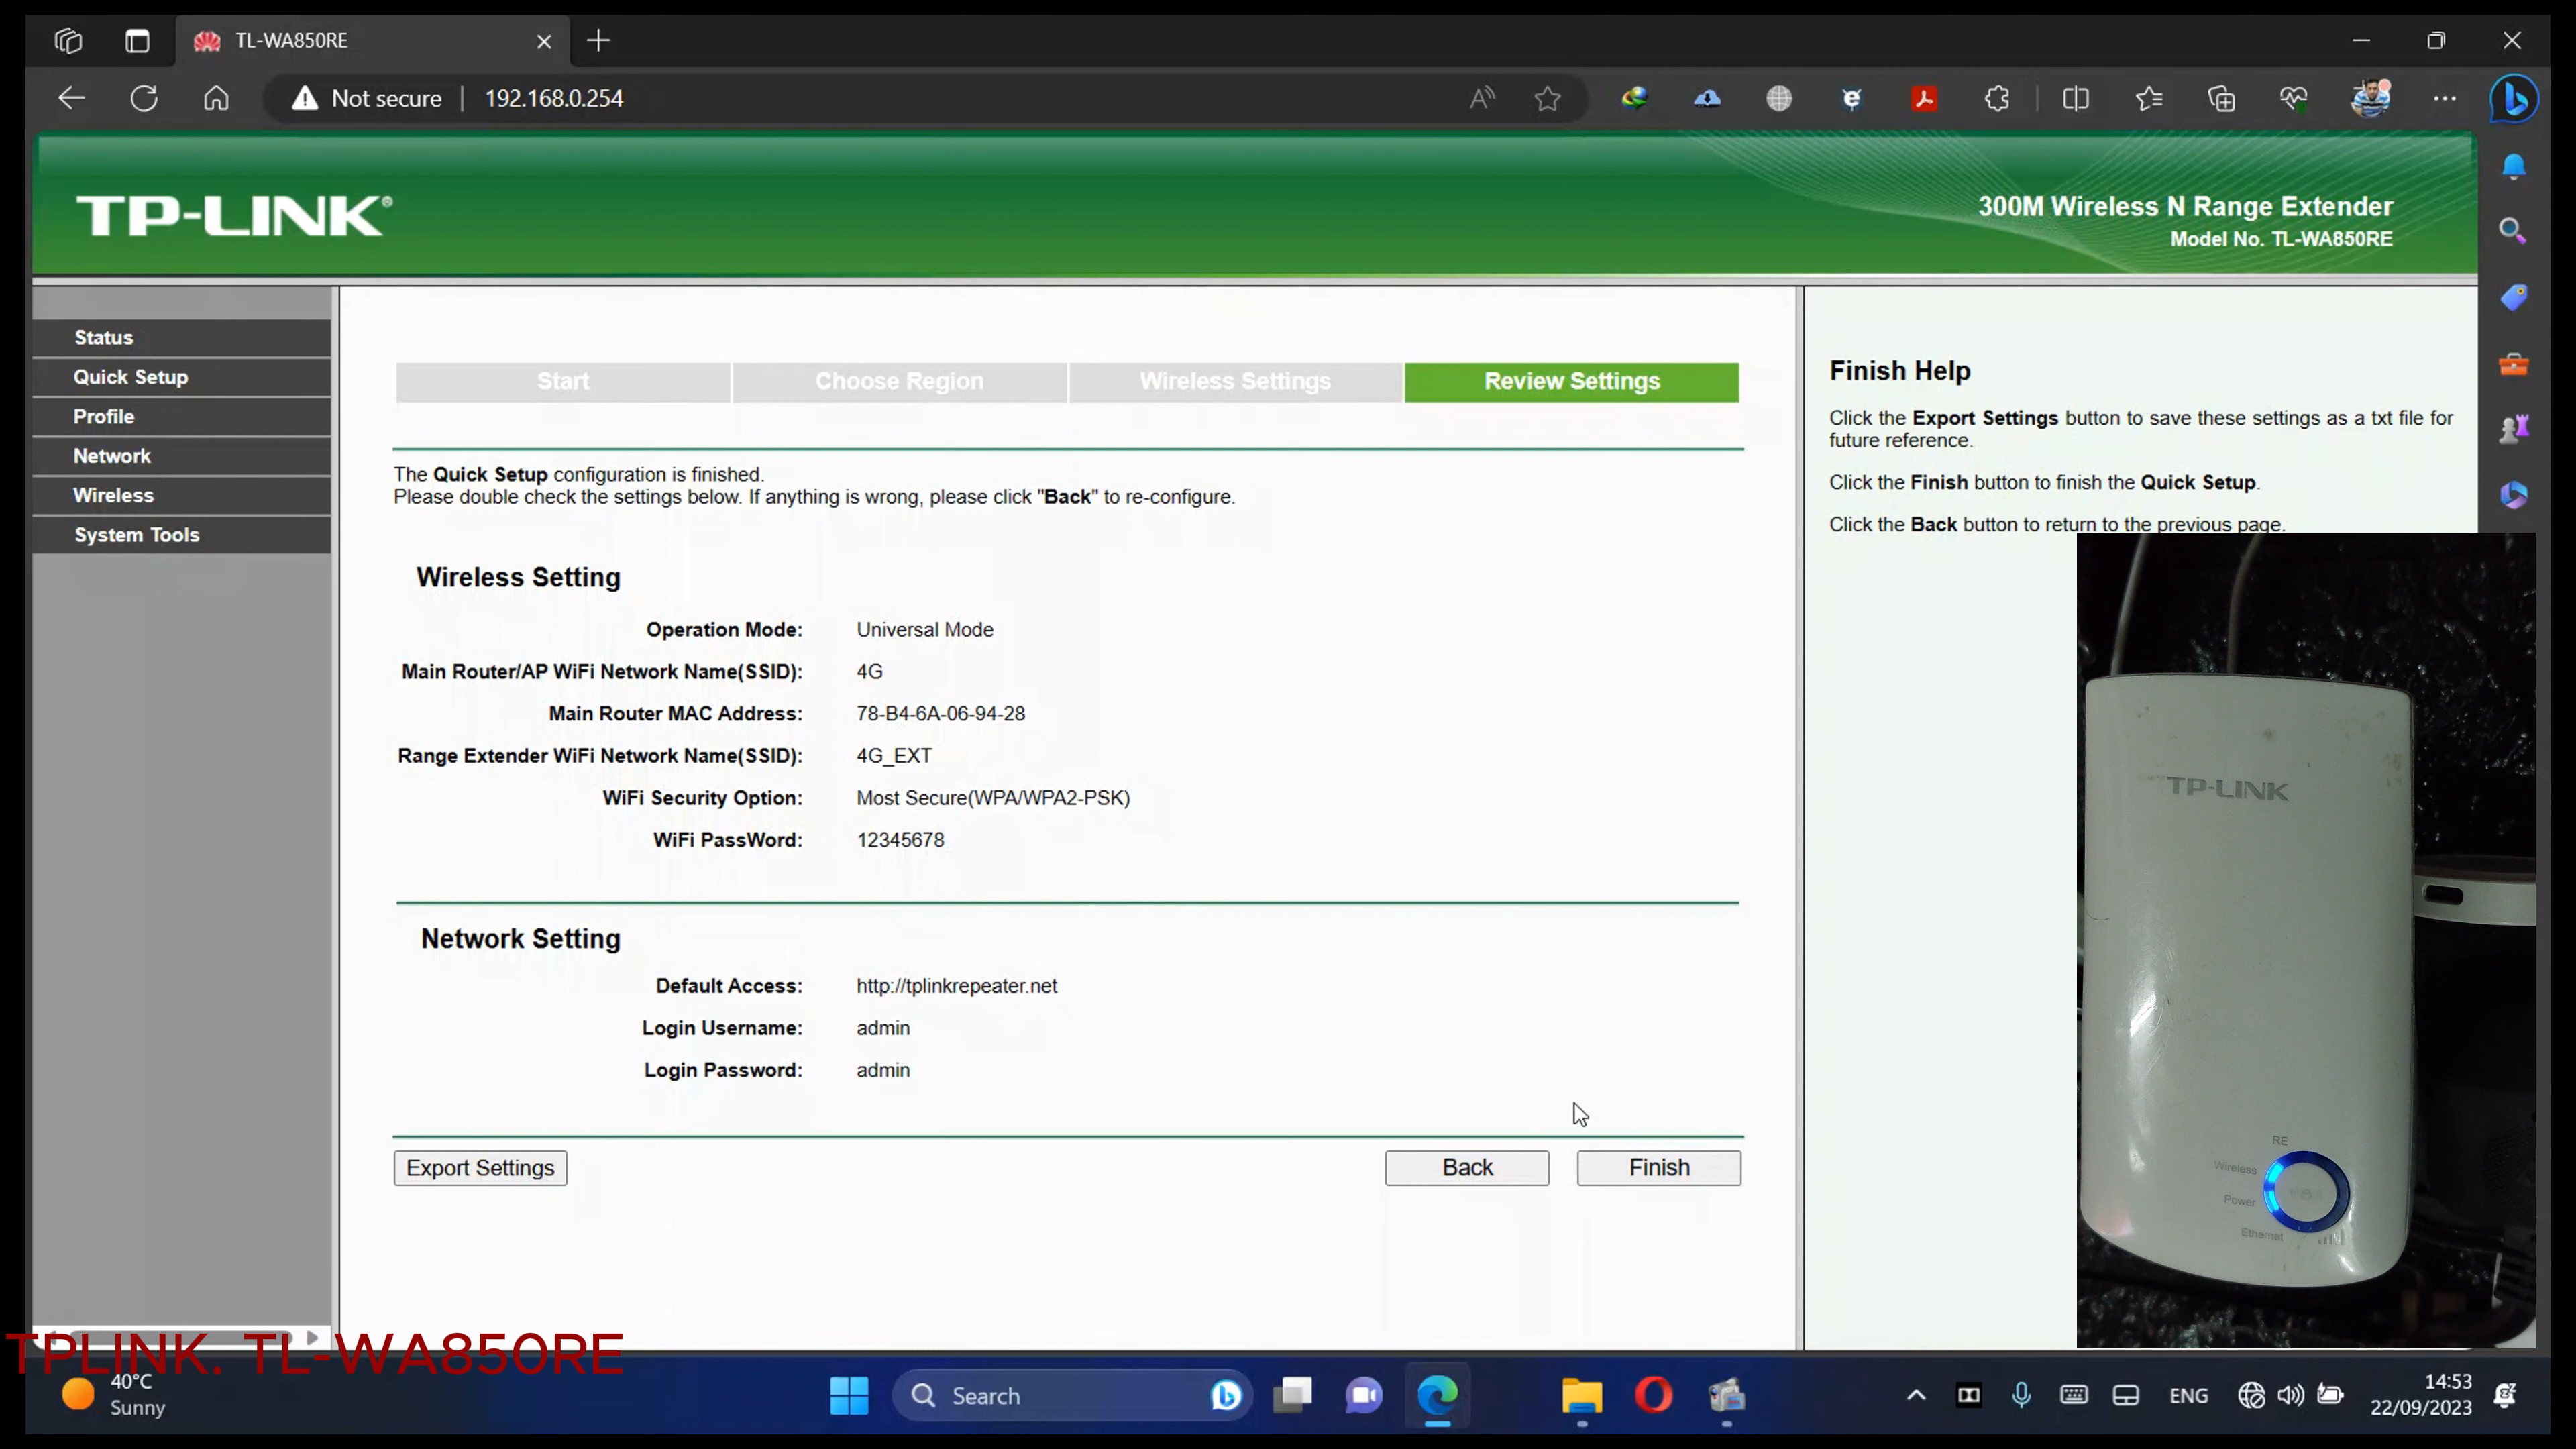 TL-WA850RE
Not secure
192.168.0.254
TP-LINK®
300M Wireless N Range Extender
Model No. TL-WA850RE
Status
Quick Setup
Profile
Network
Wireless
System Tools
Start
Choose Region
Wireless Settings
Review Settings
The Quick Setup configuration is finished.
Please double check the settings below. If anything is wrong, please click "Back" to re-configure.
Wireless Setting
Operation Mode: Universal Mode
Main Router/AP WiFi Network Name(SSID): 4G
Main Router MAC Address: 78-B4-6A-06-94-28
Range Extender WiFi Network Name(SSID): 4G_EXT
WiFi Security Option: Most Secure(WPA/WPA2-PSK)
WiFi PassWord: 12345678
Network Setting
Default Access: http://tplinkrepeater.net
Login Username: admin
Login Password: admin
Export Settings
Back
Finish
Finish Help
Click the Export Settings button to save these settings as a txt file for
future reference.
Click the Finish button to finish the Quick Setup.
Click the Back button to return to the previous page.
TP-LINK
RE
Wireless
Power
Ethernet
TPLINK. TL-WA850RE
40°C
Sunny
Search
ENG
14:53
22/09/2023